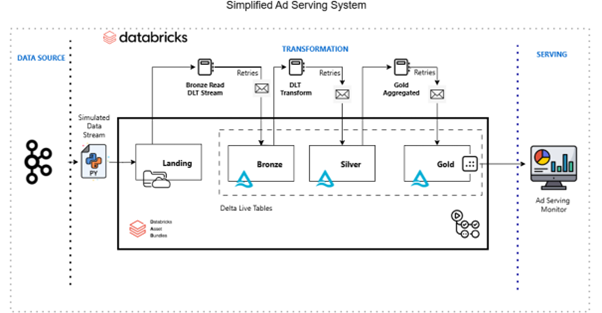 Simplified Ad Serving System
databricks
DATA SOURCE
TRANSFORMATION
SERVING
Bronze Read
DLT Stream
Retries
DLT
Transform
Retries
Gold
Aggregated
Retries
Simulated
Data
Stream
PY
Landing
Bronze
Silver
Gold
Delta Live Tables
Databricks
Asset
Bundles
Ad Serving
Monitor